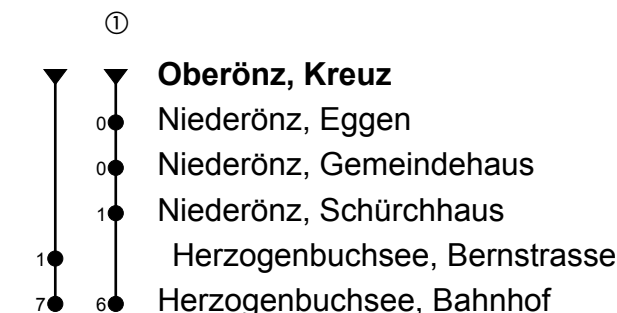 ①
Oberönz, Kreuz
0 Niederönz, Eggen
0 Niederönz, Gemeindehaus
1 Niederönz, Schürchhaus
1 Herzogenbuchsee, Bernstrasse
7 6 Herzogenbuchsee, Bahnhof